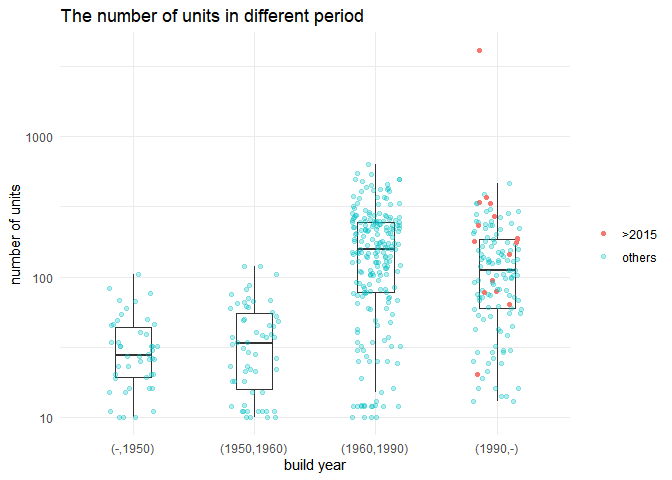 The number of units in different period
number of units
1000
100
10
(-,1950) (1950,1960) (1960,1990) (1990,-)
build year
>2015
others